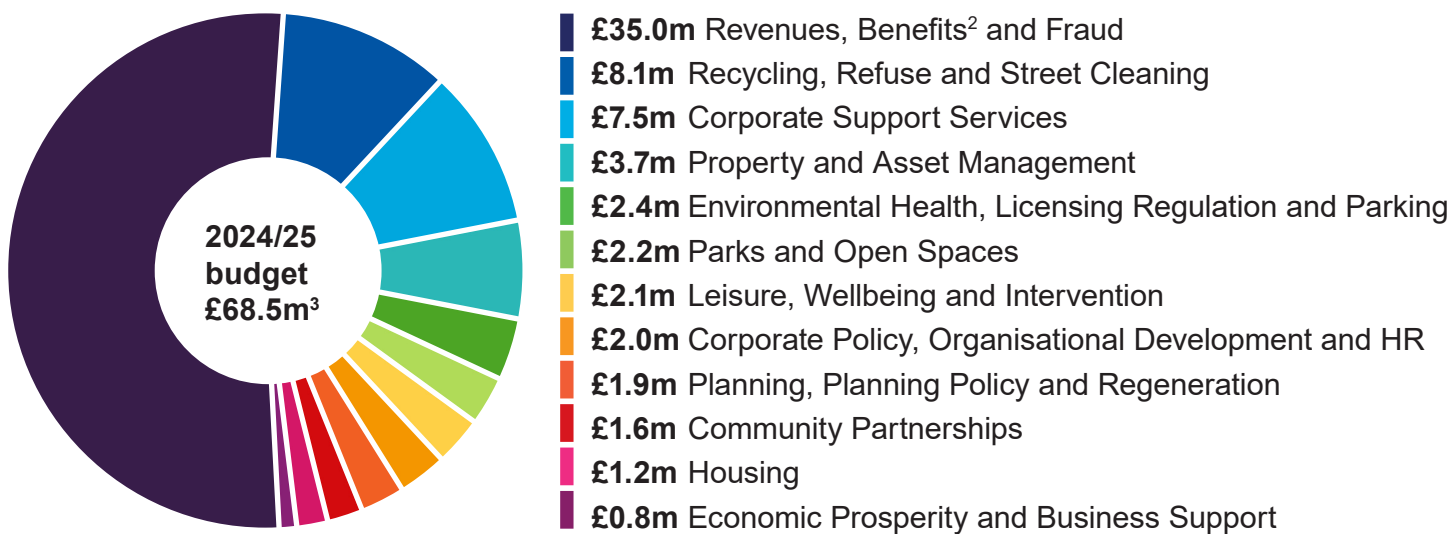 2024/25
budget
£68.5m³
£35.0m Revenues, Benefits² and Fraud
£8.1m Recycling, Refuse and Street Cleaning
£7.5m Corporate Support Services
£3.7m Property and Asset Management
£2.4m Environmental Health, Licensing Regulation and Parking
£2.2m Parks and Open Spaces
£2.1m Leisure, Wellbeing and Intervention
£2.0m Corporate Policy, Organisational Development and HR
£1.9m Planning, Planning Policy and Regeneration
£1.6m Community Partnerships
£1.2m Housing
£0.8m Economic Prosperity and Business Support